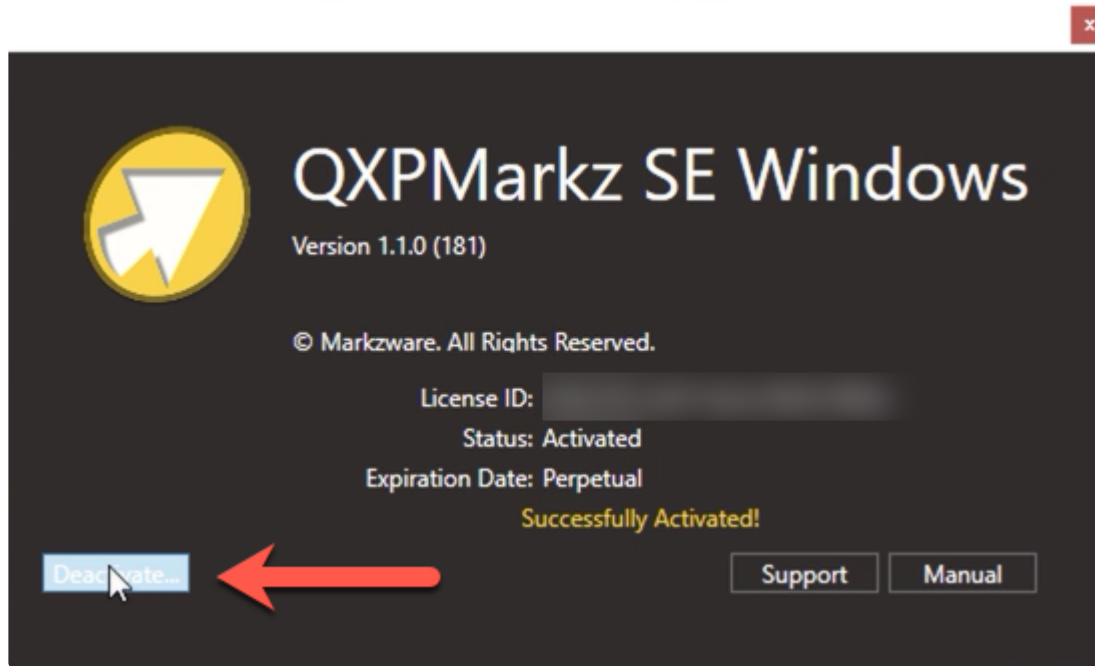 x
QXPMarkz SE Windows
Version 1.1.0 (181)
© Markzware. All Rights Reserved.
License ID:
Status: Activated
Expiration Date: Perpetual
Successfully Activated!
Deactivate...
Support
Manual